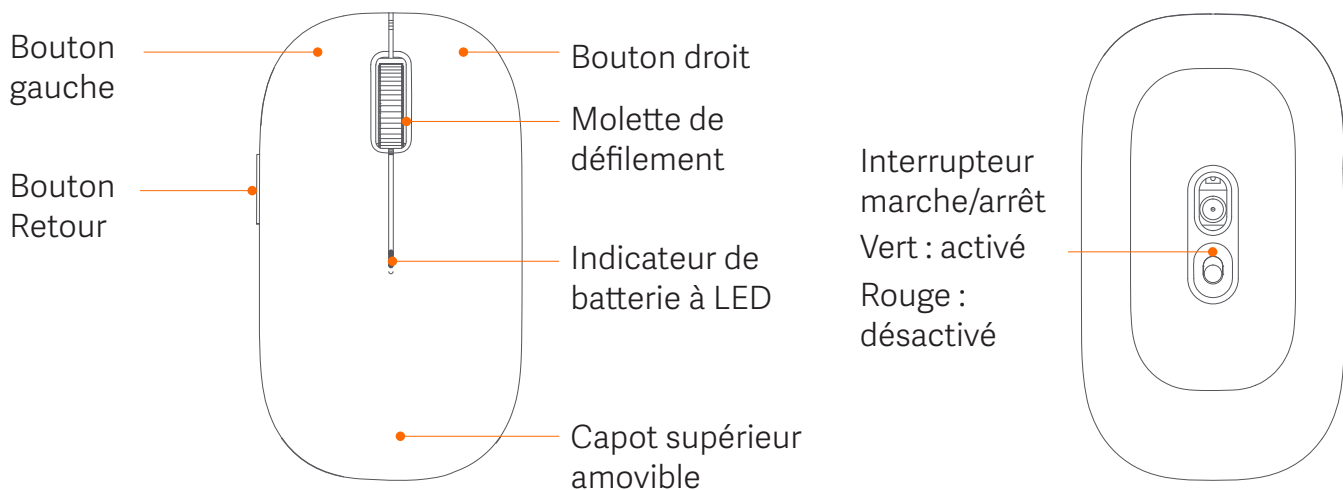 Bouton
gauche
Bouton
Retour
Bouton droit
Molette de
défilement
Indicateur de
batterie à LED
Capot supérieur
amovible
Interrupteur
marche/arrêt
Vert : activé
Rouge :
désactivé